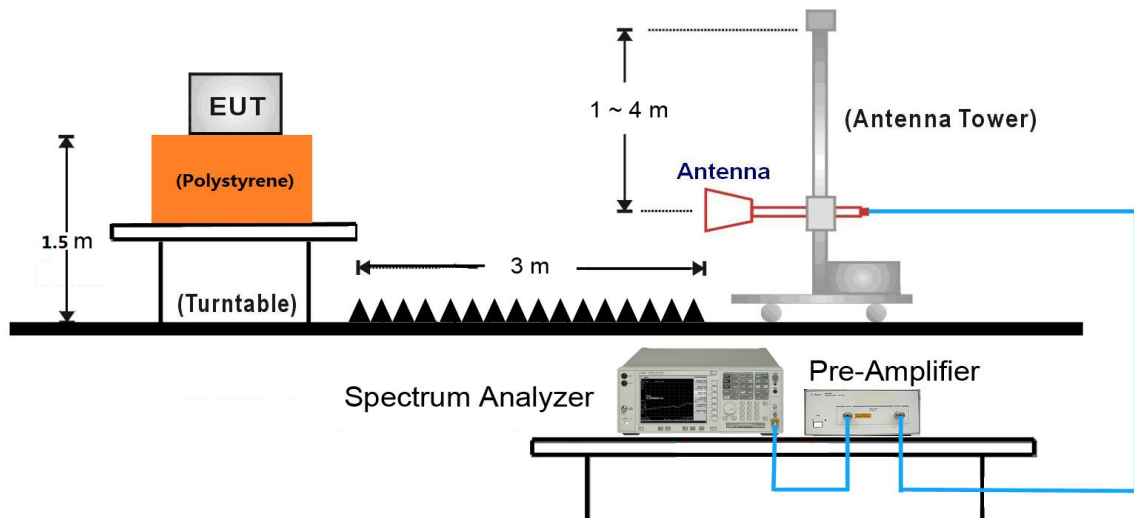 EUT
(Polystyrene)
1.5 m
(Turntable)
3 m
1 ~ 4 m
(Antenna Tower)
Antenna
Spectrum Analyzer
Pre-Amplifier